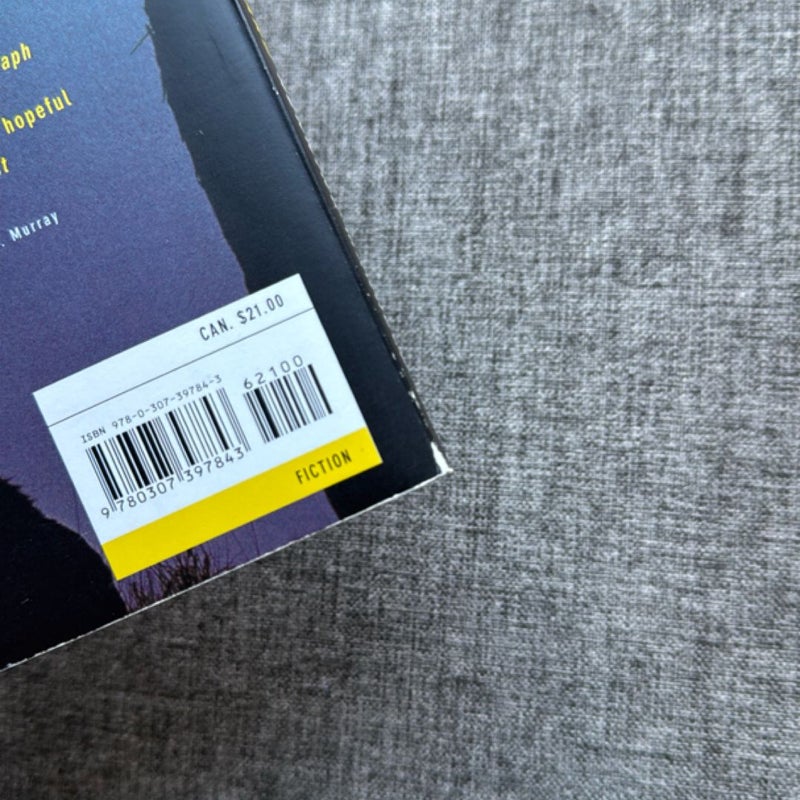 aph
hopeful
t
. Murray
CAN. $21.00
ISBN 978-0-307-39784-3
62100
9 780307 397843
FICTION